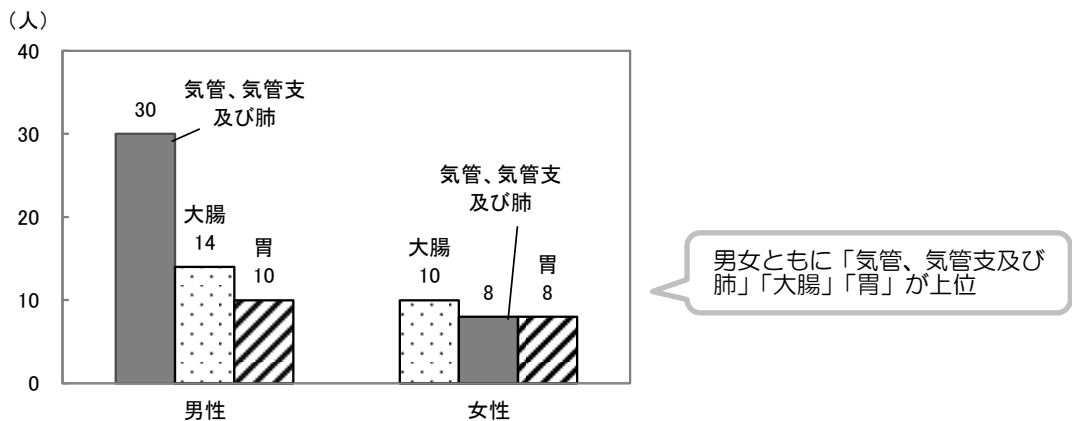 （人）
40
30
20
10
0
30
気管、気管支
及び肺
大腸
14
胃
10
男性
大腸
10
気管、気管支
及び肺
8
胃
8
女性
男女ともに「気管、気管支及び
肺」「大腸」「胃」が上位